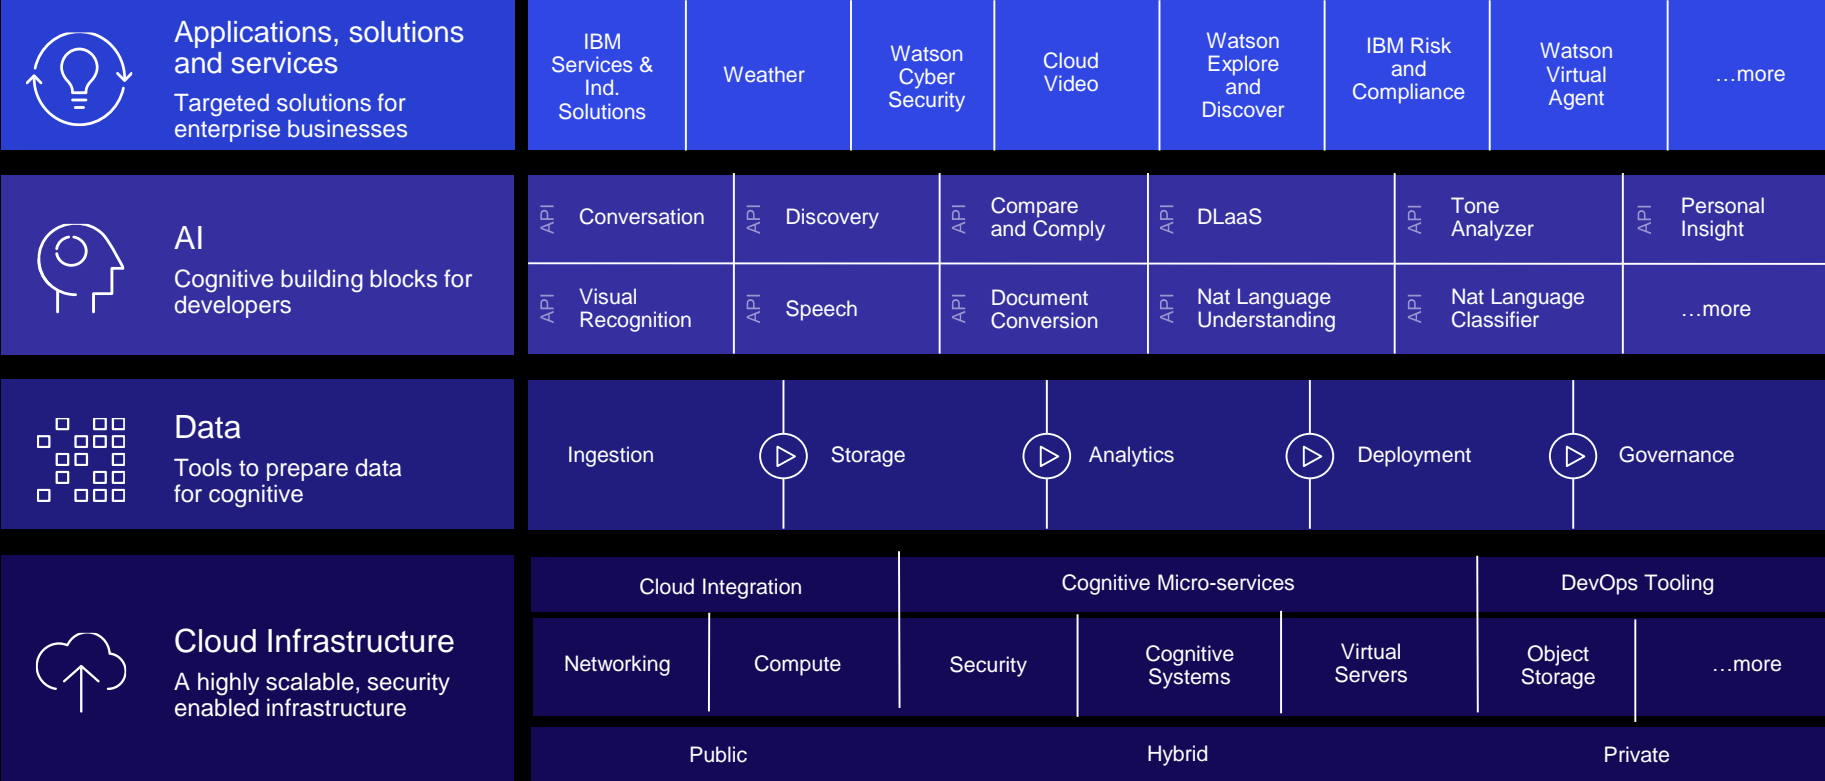 Applications, solutions
and services
Targeted solutions for
enterprise businesses
IBM
Services &
Ind.
Solutions
Weather
Watson
Cyber
Security
Cloud
Video
Watson
Explore
and
Discover
IBM Risk
and
Compliance
Watson
Virtual
Agent
…more
AI
Cognitive building blocks for
developers
API
Conversation
API
Discovery
API
Compare
and Comply
API
DLaaS
API
Tone
Analyzer
API
Personal
Insight
API
Visual
Recognition
API
Speech
API
Document
Conversion
API
Nat Language
Understanding
API
Nat Language
Classifier
…more
Data
Tools to prepare data
for cognitive
Ingestion
Storage
Analytics
Deployment
Governance
Cloud Infrastructure
A highly scalable, security
enabled infrastructure
Cloud Integration
Cognitive Micro-services
DevOps Tooling
Networking
Compute
Security
Cognitive
Systems
Virtual
Servers
Object
Storage
…more
Public
Hybrid
Private